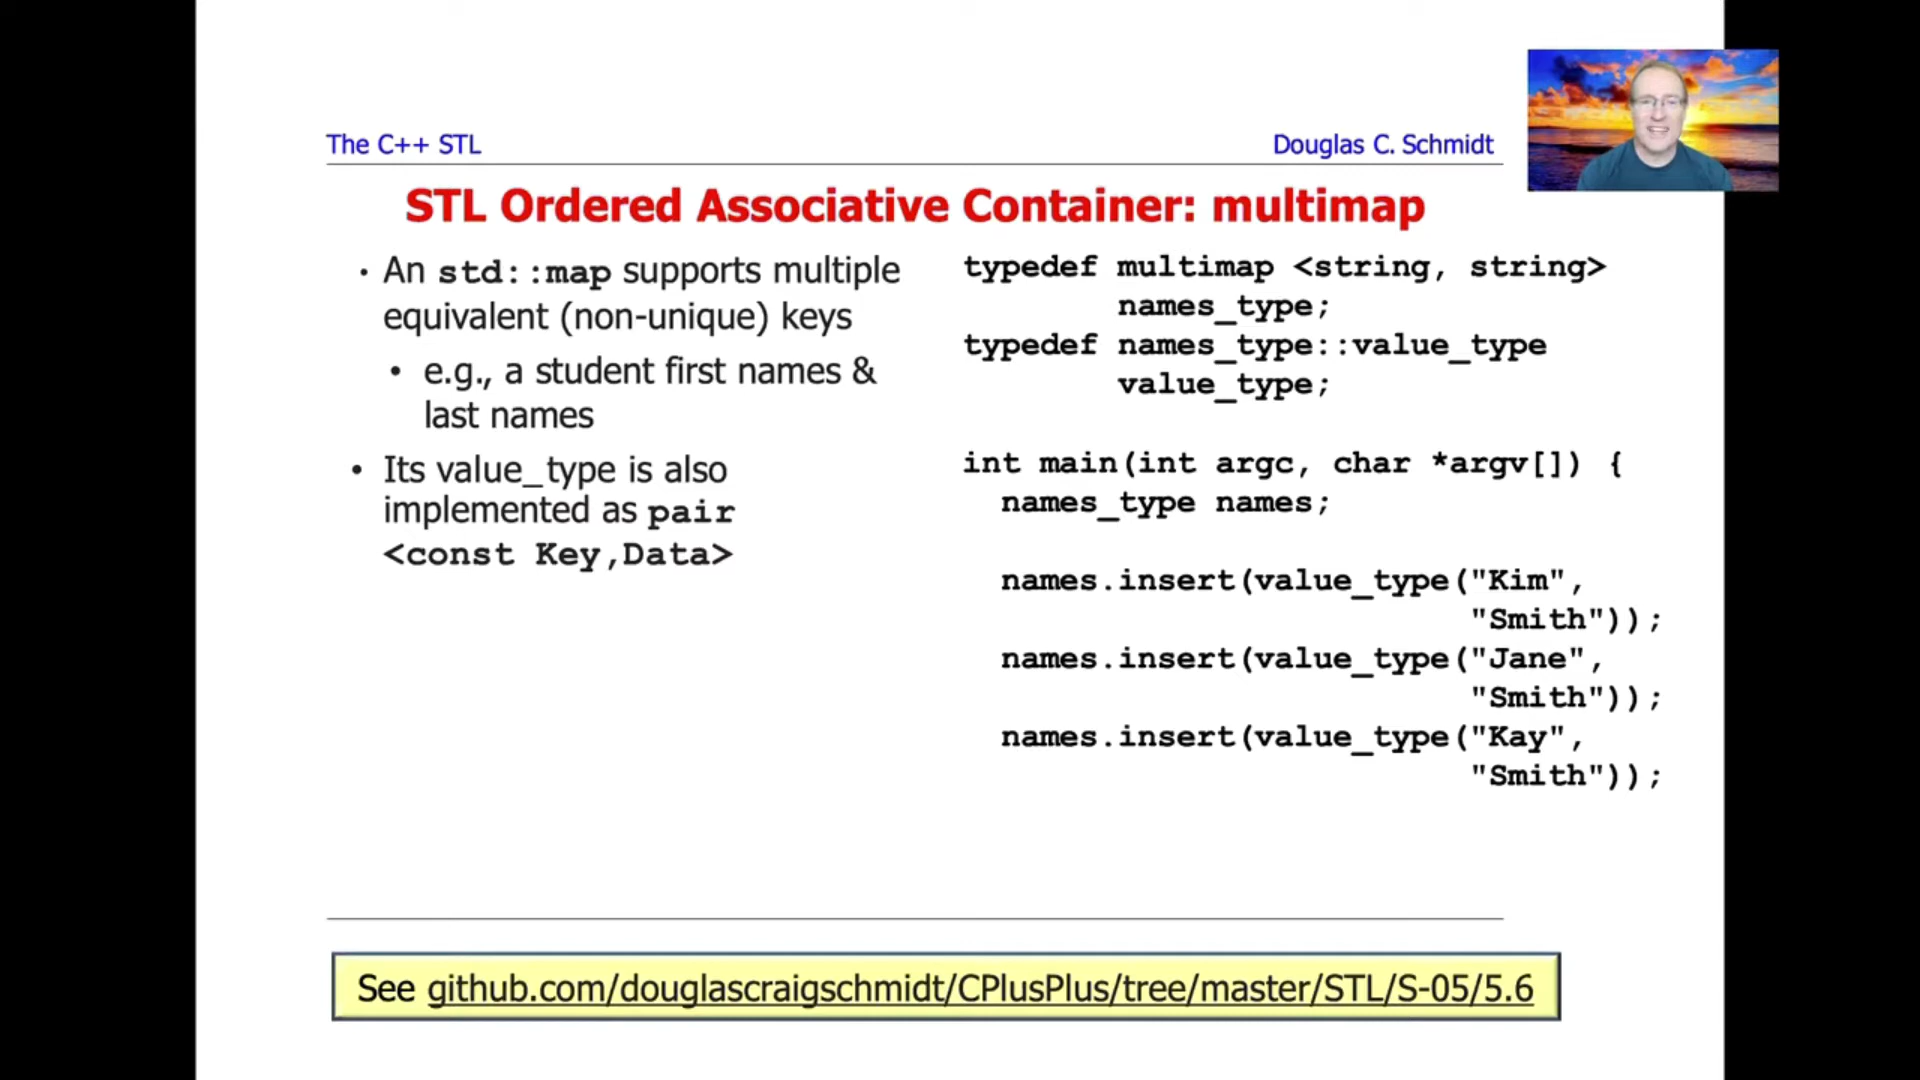 The C++ STL
Douglas C. Schmidt
STL Ordered Associative Container: multimap
• An std::map supports multiple
equivalent (non-unique) keys
• e.g., a student first names &
last names
• Its value_type is also
implemented as pair
<const Key,Data>
typedef multimap <string, string>
names_type;
typedef names_type::value_type
value_type;
int main(int argc, char *argv[]) {
names_type names;
names.insert(value_type("Kim",
"Smith"));
names.insert(value_type("Jane",
"Smith"));
names.insert(value_type("Kay",
"Smith"));
See github.com/douglascraigschmidt/CPlusPlus/tree/master/STL/S-05/5.6